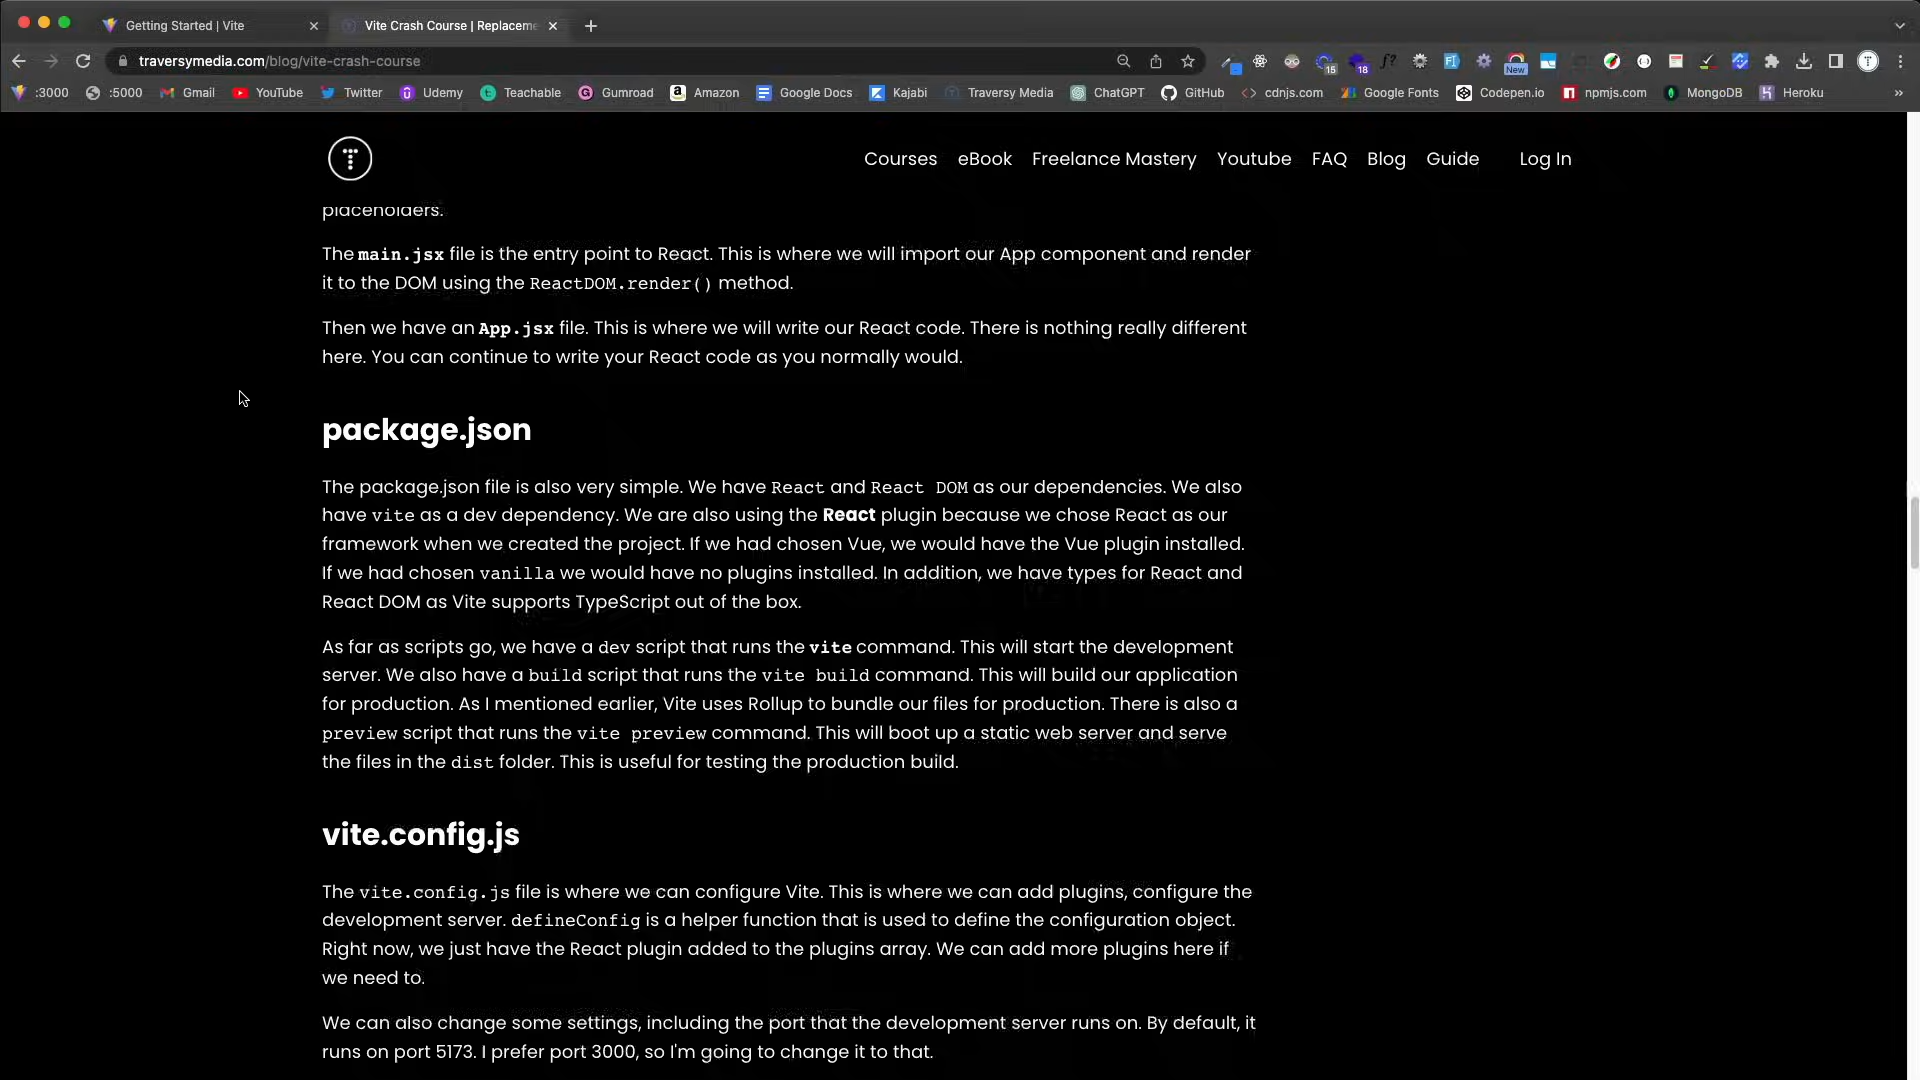 Getting Started | Vite
Vite Crash Course | Replaceme
traversymedia.com/blog/vite-crash-course
15
18
f?
FI
New
T
:3000
:5000
Gmail
YouTube
Twitter
Udemy
Teachable
Gumroad
Amazon
Google Docs
Kajabi
Traversy Media
ChatGPT
GitHub
cdnjs.com
Google Fonts
Codepen.io
npmjs.com
MongoDB
Heroku
»
Courses
eBook
Freelance Mastery
Youtube
FAQ
Blog
Guide
Log In
placeholders.
The main.jsx file is the entry point to React. This is where we will import our App component and render
it to the DOM using the ReactDOM.render() method.
Then we have an App.jsx file. This is where we will write our React code. There is nothing really different
here. You can continue to write your React code as you normally would.
package.json
The package.json file is also very simple. We have React and React DOM as our dependencies. We also
have vite as a dev dependency. We are also using the React plugin because we chose React as our
framework when we created the project. If we had chosen Vue, we would have the Vue plugin installed.
If we had chosen vanilla we would have no plugins installed. In addition, we have types for React and
React DOM as Vite supports TypeScript out of the box.
As far as scripts go, we have a dev script that runs the vite command. This will start the development
server. We also have a build script that runs the vite build command. This will build our application
for production. As I mentioned earlier, Vite uses Rollup to bundle our files for production. There is also a
preview script that runs the vite preview command. This will boot up a static web server and serve
the files in the dist folder. This is useful for testing the production build.
vite.config.js
The vite.config.js file is where we can configure Vite. This is where we can add plugins, configure the
development server. defineConfig is a helper function that is used to define the configuration object.
Right now, we just have the React plugin added to the plugins array. We can add more plugins here if
we need to.
We can also change some settings, including the port that the development server runs on. By default, it
runs on port 5173. I prefer port 3000, so I'm going to change it to that.